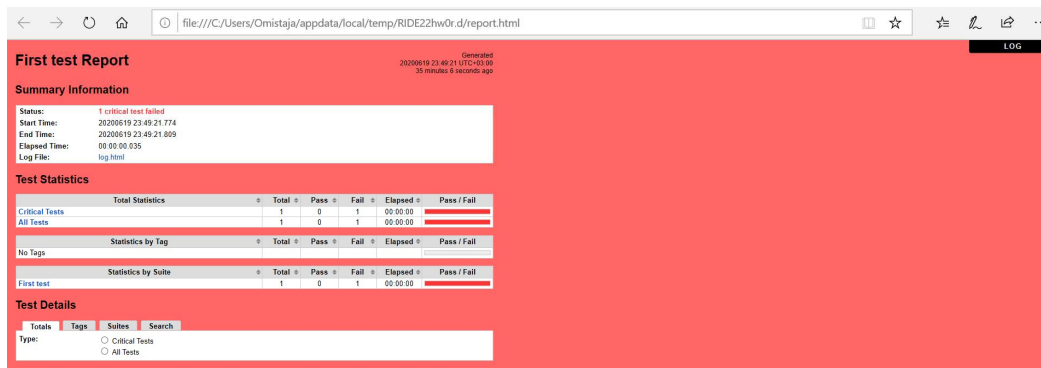 file:///C:/Users/Omistaja/appdata/local/temp/RIDE22hw0r.d/report.html
LOG
First test Report
Generated
20200619 23:49:21 UTC+03:00
35 minutes 6 seconds ago
Summary Information
Status: 1 critical test failed
Start Time: 20200619 23:49:21.774
End Time: 20200619 23:49:21.809
Elapsed Time: 00:00:00.035
Log File: log.html
Test Statistics
Total Statistics Total Pass Fail Elapsed Pass / Fail
Critical Tests 1 0 1 00:00:00
All Tests 1 0 1 00:00:00
Statistics by Tag Total Pass Fail Elapsed Pass / Fail
No Tags
Statistics by Suite Total Pass Fail Elapsed Pass / Fail
First test 1 0 1 00:00:00
Test Details
Totals Tags Suites Search
Type: Critical Tests
All Tests